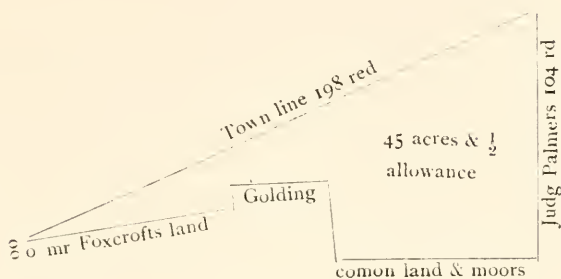 Town line 198 red
Judg Palmers 104 rd
45 acres & ½
allowance
Golding
mr Foxcrofts land
comon land & moors